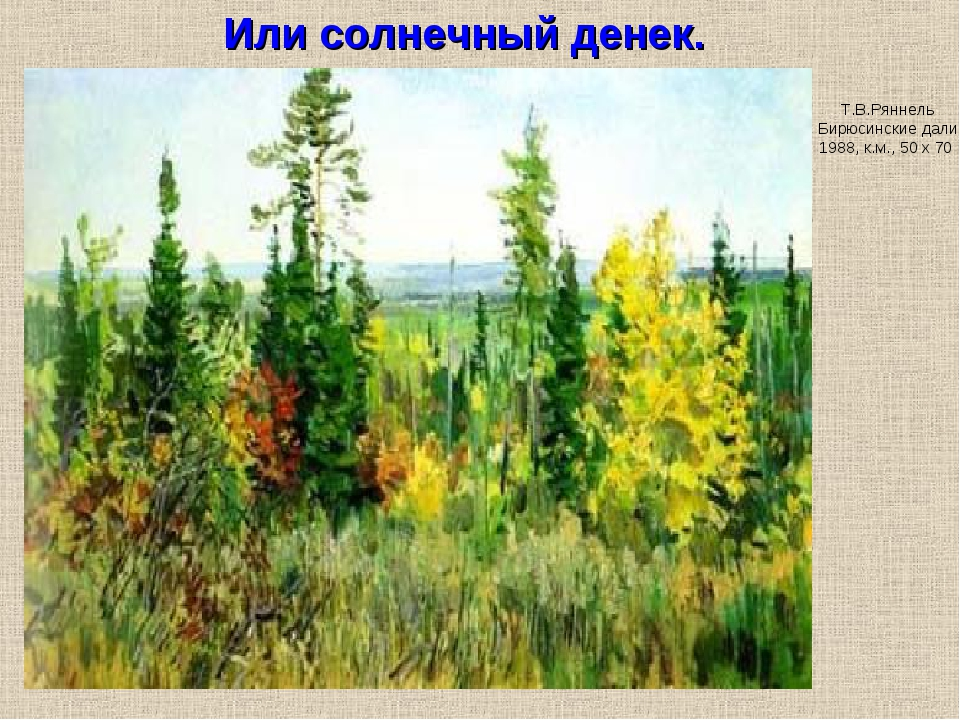 Или солнечный денек.
Т.В.Ряннель
Бирюсинские дали
1988, к.м., 50 х 70